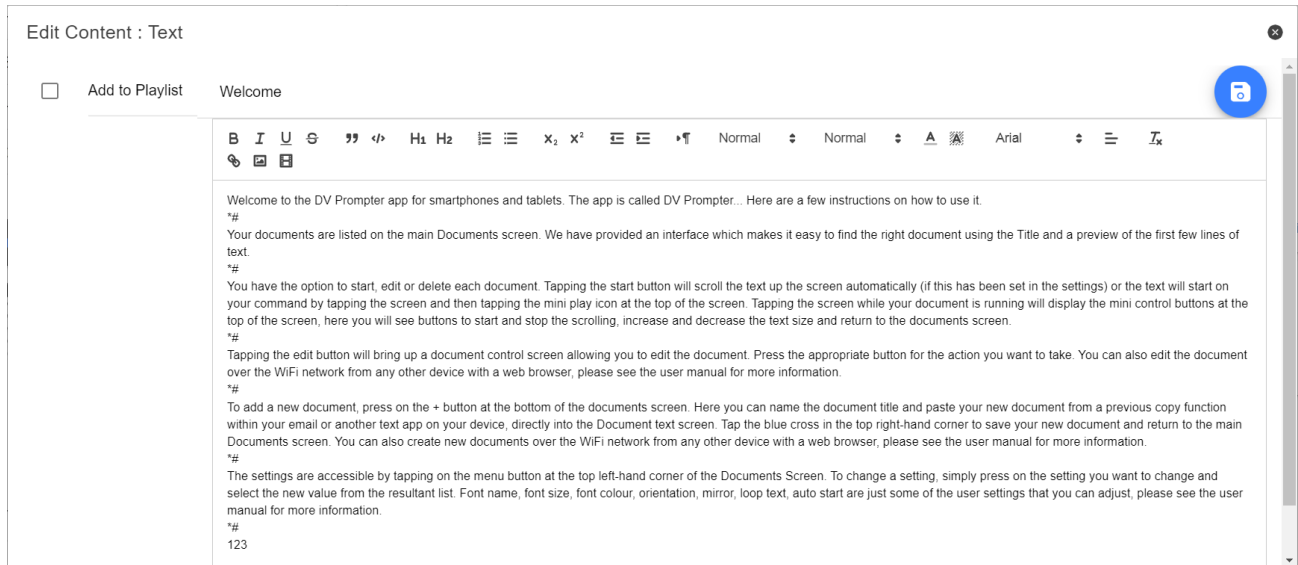 Edit Content : Text
Add to Playlist
Welcome
B I U S ” </> H1 H2 X2 X² Normal Normal A A Arial Tx
Welcome to the DV Prompter app for smartphones and tablets. The app is called DV Prompter... Here are a few instructions on how to use it.
*#
Your documents are listed on the main Documents screen. We have provided an interface which makes it easy to find the right document using the Title and a preview of the first few lines of
text.
*#
You have the option to start, edit or delete each document. Tapping the start button will scroll the text up the screen automatically (if this has been set in the settings) or the text will start on
your command by tapping the screen and then tapping the mini play icon at the top of the screen. Tapping the screen while your document is running will display the mini control buttons at the
top of the screen, here you will see buttons to start and stop the scrolling, increase and decrease the text size and return to the documents screen.
*#
Tapping the edit button will bring up a document control screen allowing you to edit the document. Press the appropriate button for the action you want to take. You can also edit the document
over the WiFi network from any other device with a web browser, please see the user manual for more information.
*#
To add a new document, press on the + button at the bottom of the documents screen. Here you can name the document title and paste your new document from a previous copy function
within your email or another text app on your device, directly into the Document text screen. Tap the blue cross in the top right-hand corner to save your new document and return to the main
Documents screen. You can also create new documents over the WiFi network from any other device with a web browser, please see the user manual for more information.
*#
The settings are accessible by tapping on the menu button at the top left-hand corner of the Documents Screen. To change a setting, simply press on the setting you want to change and
select the new value from the resultant list. Font name, font size, font colour, orientation, mirror, loop text, auto start are just some of the user settings that you can adjust, please see the user
manual for more information.
*#
123